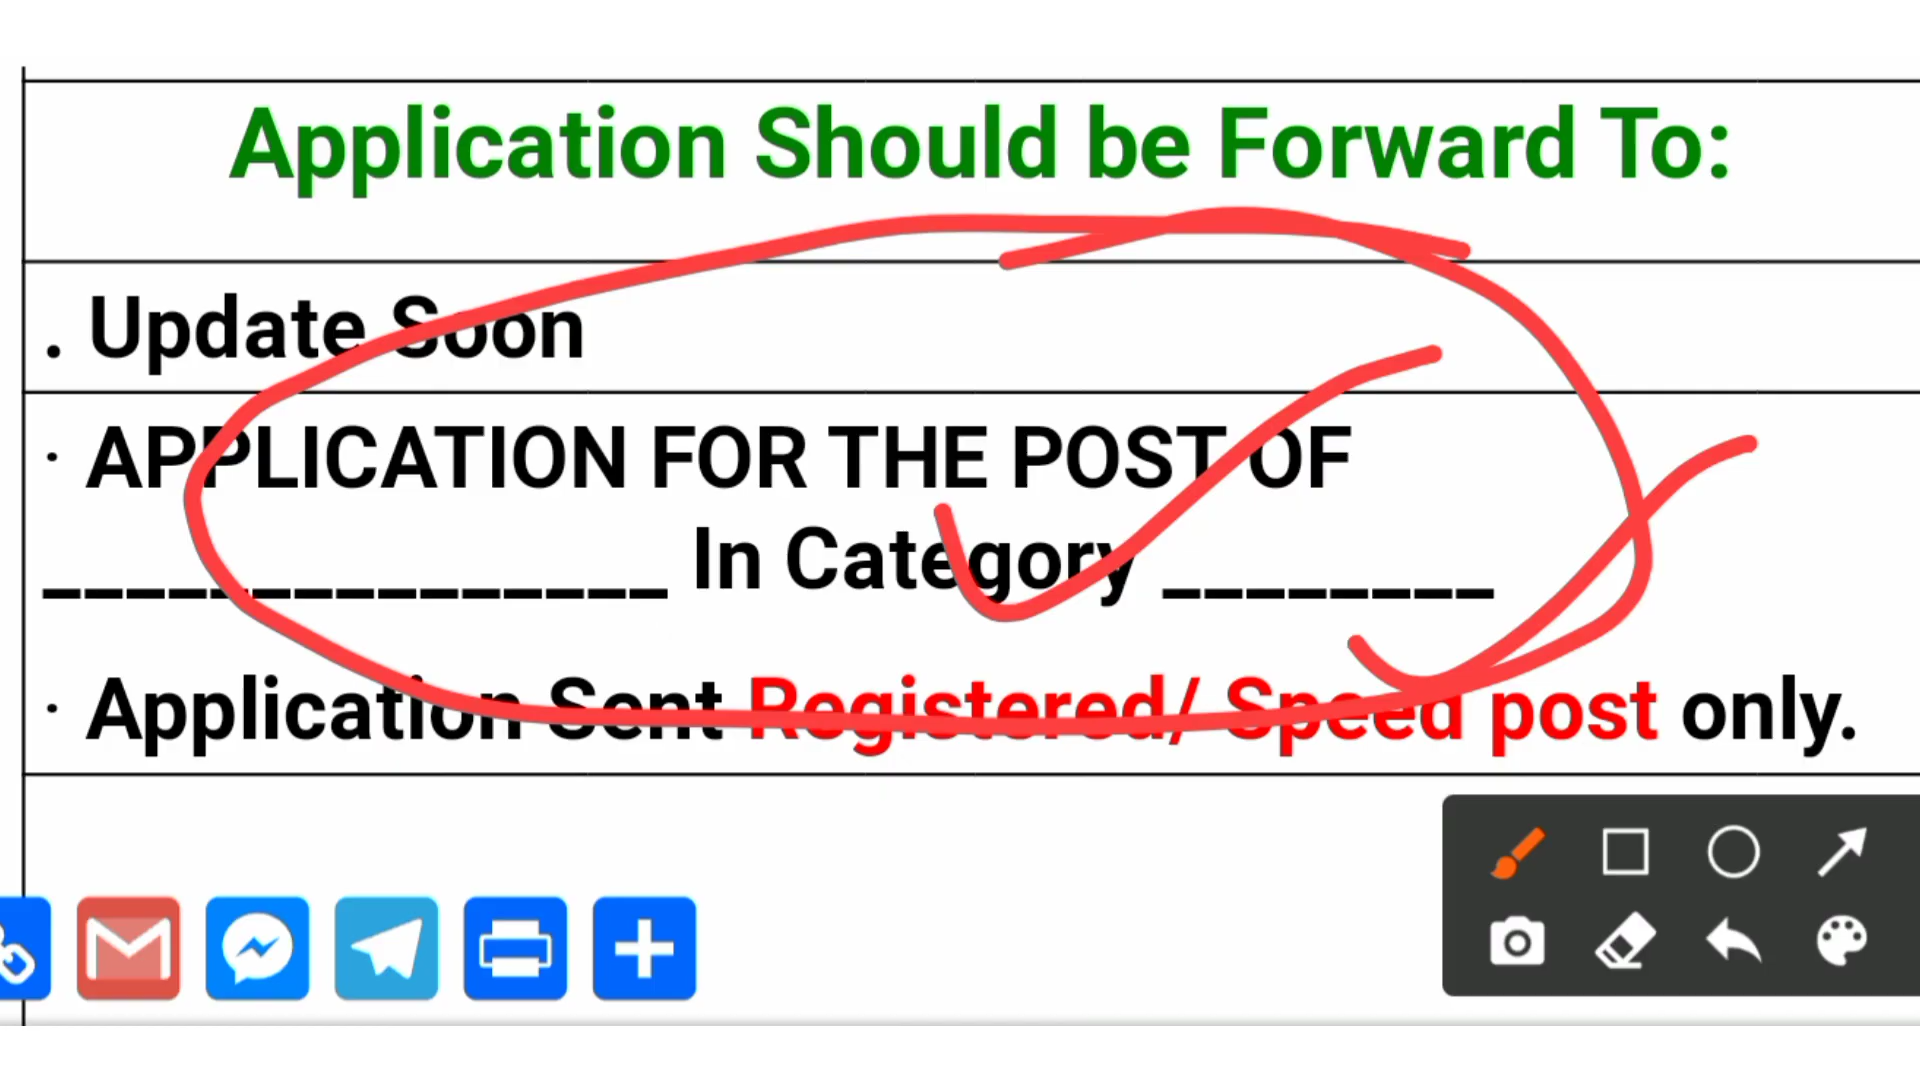 Application Should be Forward To:
. Update Soon
· APPLICATION FOR THE POST OF
_______________ In Category ________
· Application Sent Registered/ Speed post only.